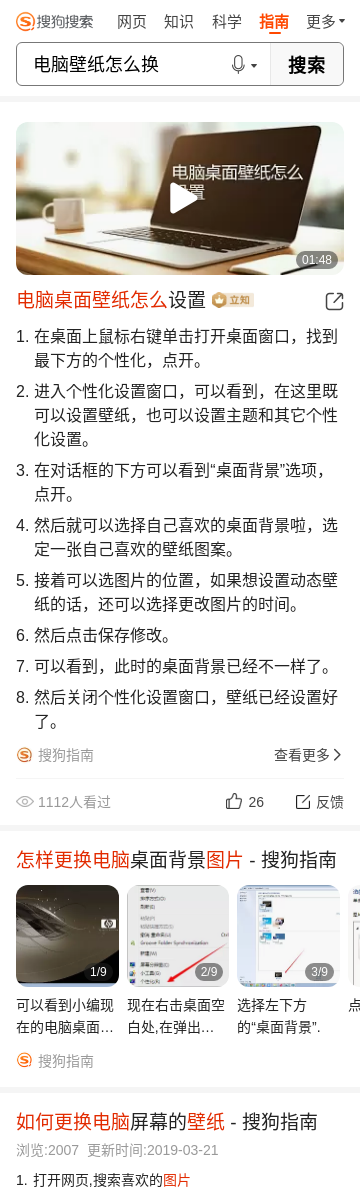 搜狗搜索 网页 知识 科学 指南 更多
电脑壁纸怎么换 搜索
电脑桌面壁纸怎么
设置
01:48
电脑桌面壁纸怎么设置 立知
1. 在桌面上鼠标右键单击打开桌面窗口，找到
最下方的个性化，点开。
2. 进入个性化设置窗口，可以看到，在这里既
可以设置壁纸，也可以设置主题和其它个性
化设置。
3. 在对话框的下方可以看到“桌面背景”选项，
点开。
4. 然后就可以选择自己喜欢的桌面背景啦，选
定一张自己喜欢的壁纸图案。
5. 接着可以选图片的位置，如果想设置动态壁
纸的话，还可以选择更改图片的时间。
6. 然后点击保存修改。
7. 可以看到，此时的桌面背景已经不一样了。
8. 然后关闭个性化设置窗口，壁纸已经设置好
了。
搜狗指南 查看更多
1112人看过 26 反馈
怎样更换电脑桌面背景图片 - 搜狗指南
hp
Groove Folder Synchronization
1/9 2/9 3/9
可以看到小编现 现在右击桌面空 选择左下方 点
在的电脑桌面… 白处,在弹出… 的“桌面背景”.
搜狗指南
如何更换电脑屏幕的壁纸 - 搜狗指南
浏览:2007 更新时间:2019-03-21
1. 打开网页,搜索喜欢的图片